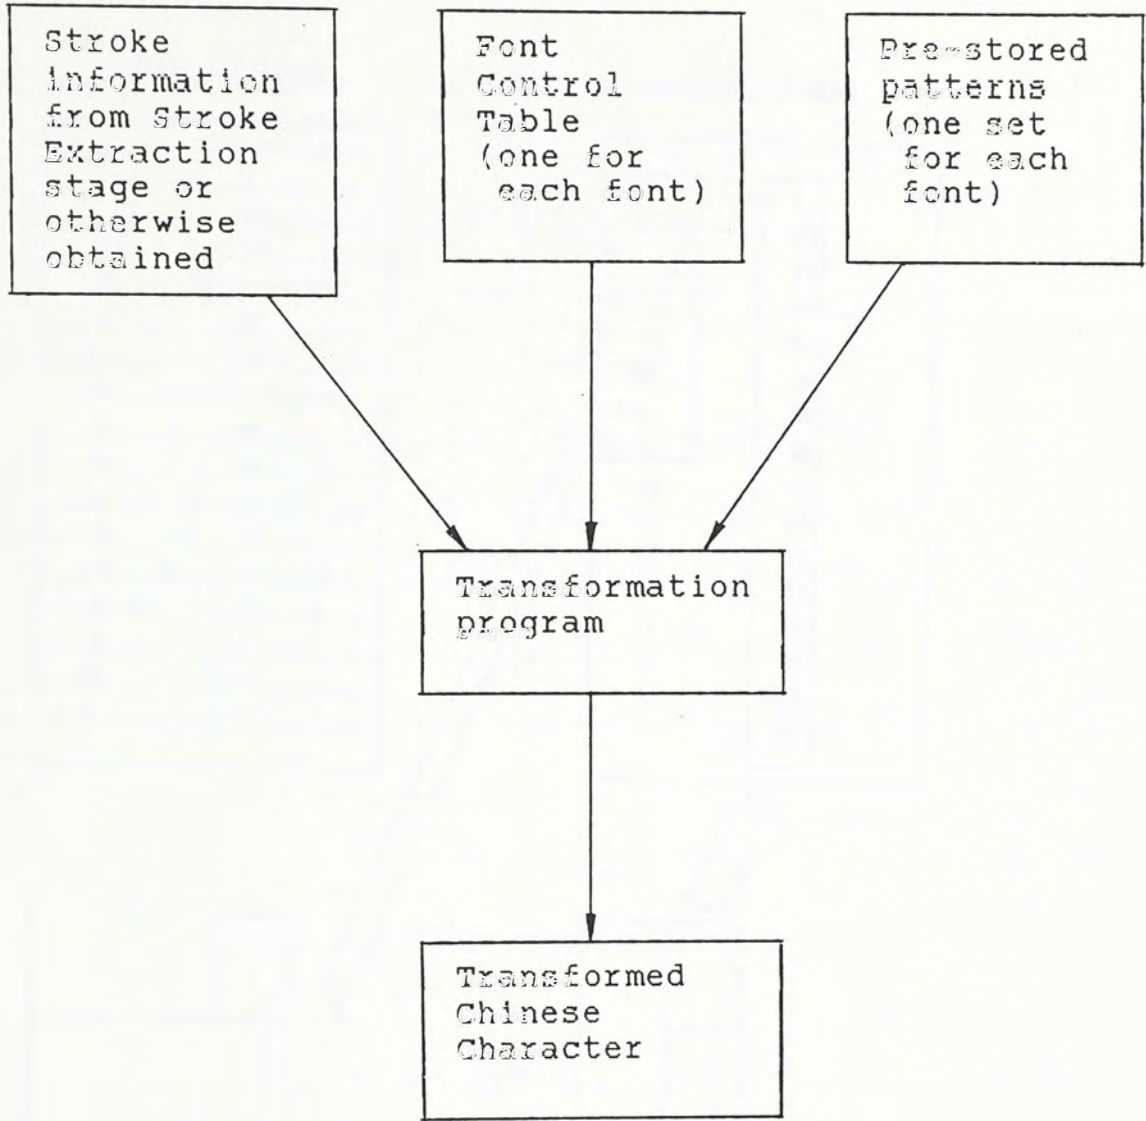 Stroke
information
from Stroke
Extraction
stage or
otherwise
obtained
Font
Control
Table
(one for
each font)
Pre-stored
patterns
(one set
for each
font)
Transformation
program
Transformed
Chinese
Character